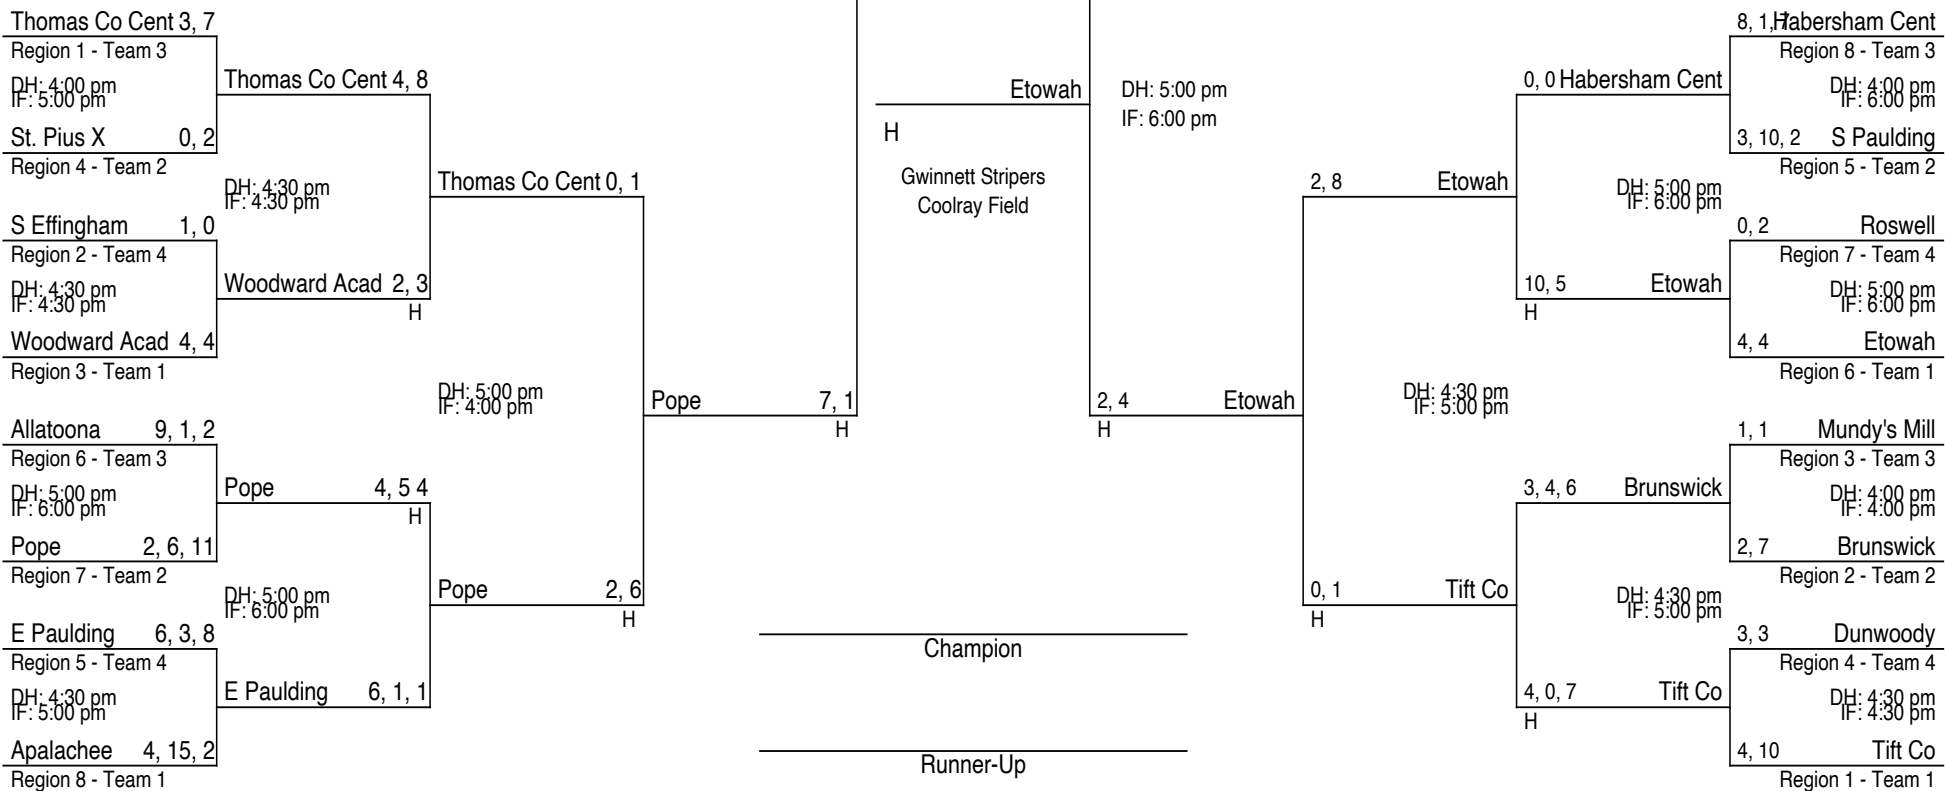 Thomas Co Cent 3, 7
Region 1 - Team 3
DH: 4:00 pm
IF: 5:00 pm
St. Pius X 0, 2
Region 4 - Team 2
S Effingham 1, 0
Region 2 - Team 4
DH: 4:30 pm
IF: 4:30 pm
Woodward Acad 4, 4
Region 3 - Team 1
Allatoona 9, 1, 2
Region 6 - Team 3
DH: 5:00 pm
IF: 6:00 pm
Pope 2, 6, 11
Region 7 - Team 2
E Paulding 6, 3, 8
Region 5 - Team 4
DH: 4:30 pm
IF: 5:00 pm
Apalachee 4, 15, 2
Region 8 - Team 1
Thomas Co Cent 4, 8
DH: 4:30 pm
IF: 4:30 pm
Woodward Acad 2, 3
H
Pope 4, 5 4
H
DH: 5:00 pm
IF: 6:00 pm
E Paulding 6, 1, 1
Thomas Co Cent 0, 1
DH: 5:00 pm
IF: 4:00 pm
Pope 2, 6
H
Pope 7, 1
H
Etowah
H
Gwinnett Stripers
Coolray Field
DH: 5:00 pm
IF: 6:00 pm
Champion
Runner-Up
2, 4 Etowah
H
2, 8 Etowah
DH: 4:30 pm
IF: 5:00 pm
0, 1 Tift Co
H
0, 0 Habersham Cent
DH: 5:00 pm
IF: 6:00 pm
10, 5 Etowah
H
3, 4, 6 Brunswick
DH: 4:30 pm
IF: 5:00 pm
4, 0, 7 Tift Co
H
8, 1, 7 Habersham Cent
Region 8 - Team 3
DH: 4:00 pm
IF: 6:00 pm
3, 10, 2 S Paulding
Region 5 - Team 2
0, 2 Roswell
Region 7 - Team 4
DH: 5:00 pm
IF: 6:00 pm
4, 4 Etowah
Region 6 - Team 1
1, 1 Mundy's Mill
Region 3 - Team 3
DH: 4:00 pm
IF: 4:00 pm
2, 7 Brunswick
Region 2 - Team 2
3, 3 Dunwoody
Region 4 - Team 4
DH: 4:30 pm
IF: 4:30 pm
4, 10 Tift Co
Region 1 - Team 1